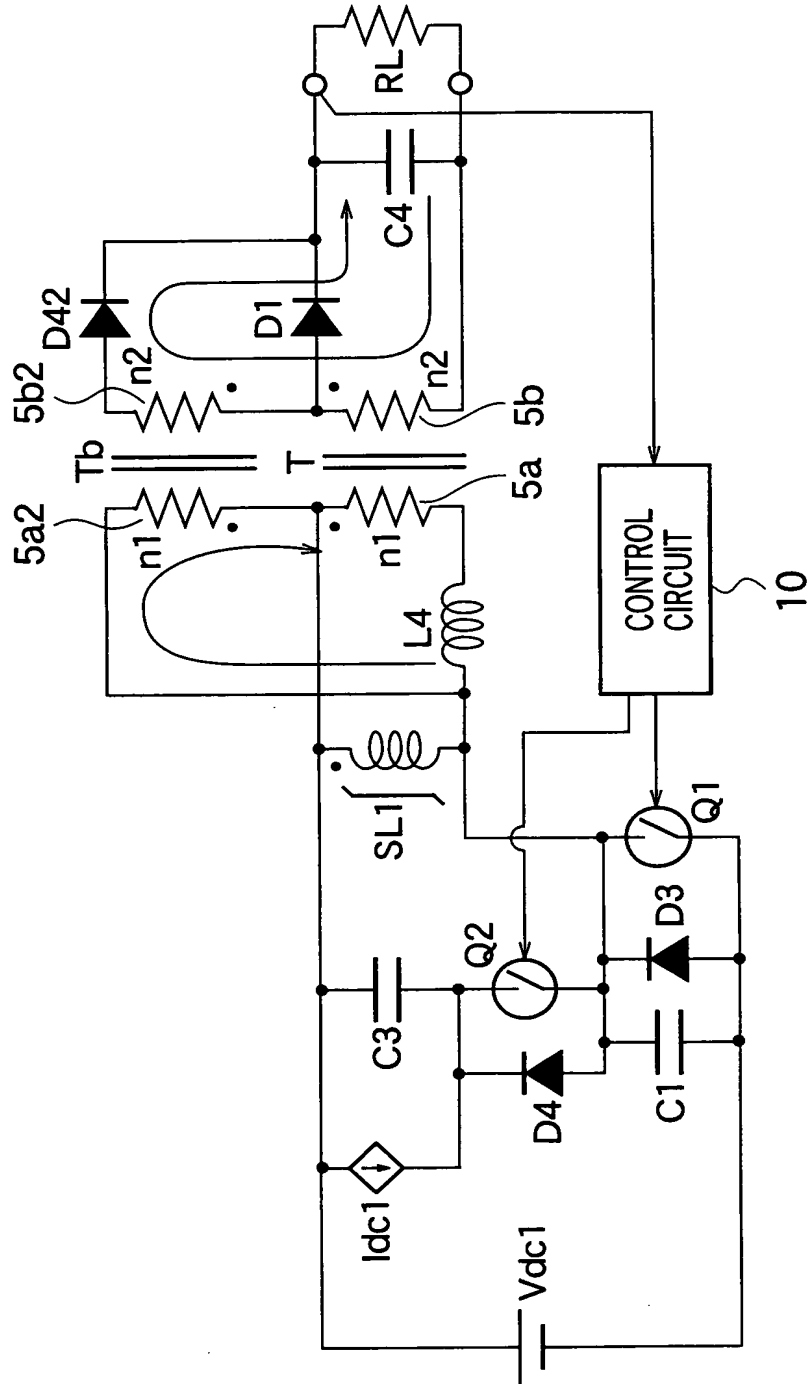 Vdc1
Idc1
C3
D4
Q2
C1
D3
Q1
SL1
L4
5a2
n1
Tb
5b2
n2
D42
n1
5a
T
D1
5b
n2
C4
RL
CONTROL
CIRCUIT
10